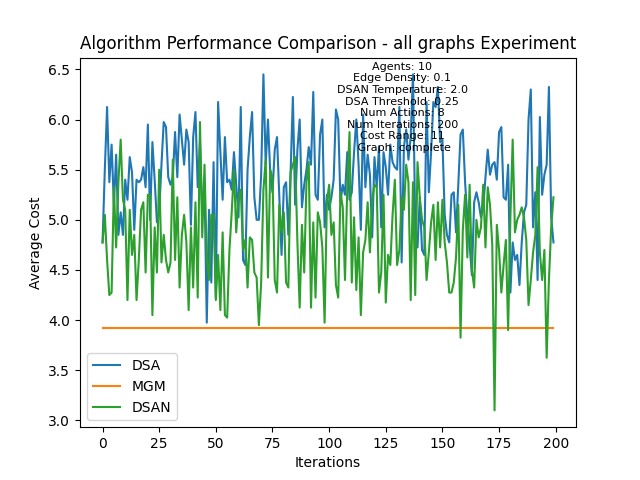 Algorithm Performance Comparison - all graphs Experiment
Agents: 10
Edge Density: 0.1
DSAN Temperature: 2.0
DSA Threshold: 0.25
Num Actions: 8
Num Iterations: 200
Cost Range: 11
Graph: complete
6.5
6.0
5.5
5.0
4.5
4.0
3.5
3.0
Average Cost
DSA
MGM
DSAN
0 25 50 75 100 125 150 175 200
Iterations